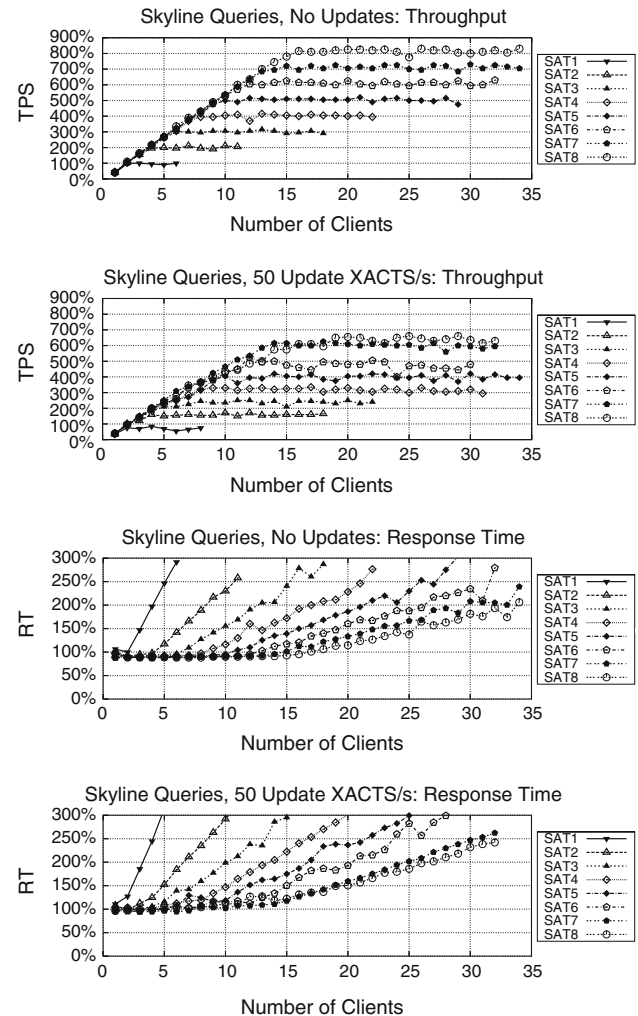 Skyline Queries, No Updates: Throughput
900%
800%
700%
600%
500%
400%
300%
200%
100%
0%
TPS
0 5 10 15 20 25 30 35
Number of Clients
SAT1
SAT2
SAT3
SAT4
SAT5
SAT6
SAT7
SAT8
Skyline Queries, 50 Update XACTS/s: Throughput
900%
800%
700%
600%
500%
400%
300%
200%
100%
0%
TPS
0 5 10 15 20 25 30 35
Number of Clients
SAT1
SAT2
SAT3
SAT4
SAT5
SAT6
SAT7
SAT8
Skyline Queries, No Updates: Response Time
300%
250%
200%
150%
100%
50%
0%
RT
0 5 10 15 20 25 30 35
Number of Clients
SAT1
SAT2
SAT3
SAT4
SAT5
SAT6
SAT7
SAT8
Skyline Queries, 50 Update XACTS/s: Response Time
300%
250%
200%
150%
100%
50%
0%
RT
0 5 10 15 20 25 30 35
Number of Clients
SAT1
SAT2
SAT3
SAT4
SAT5
SAT6
SAT7
SAT8